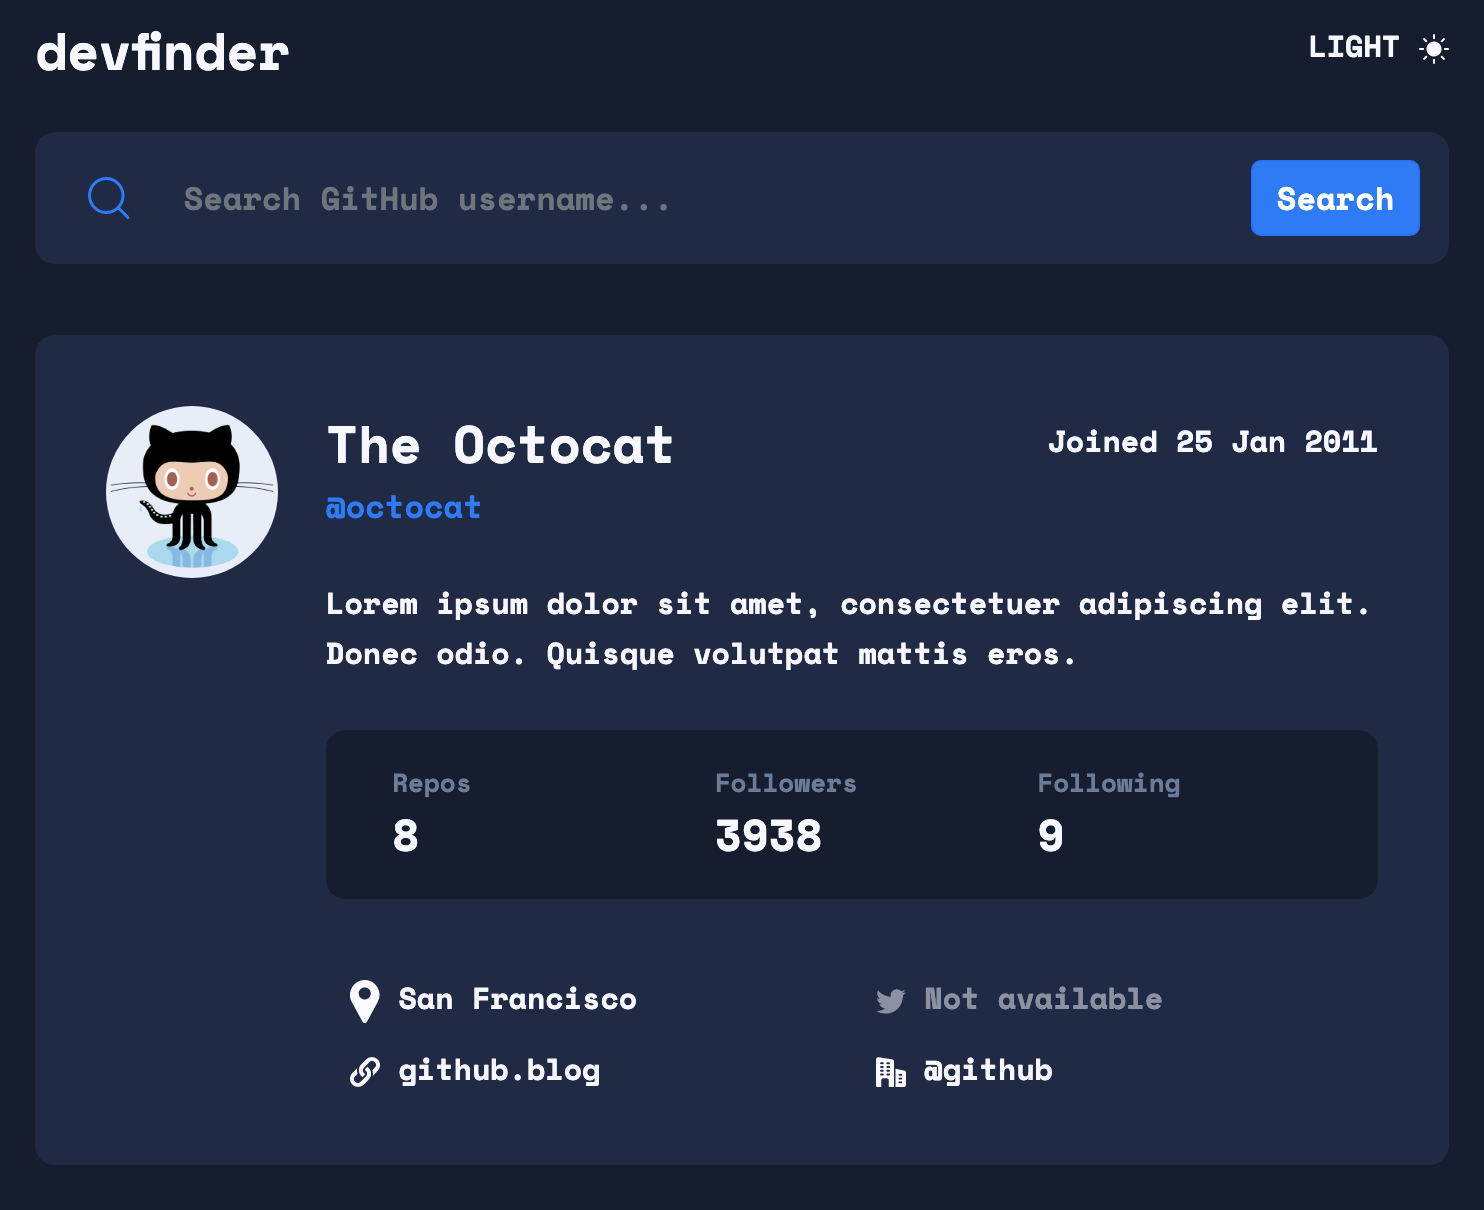 devfinder
LIGHT
Search GitHub username...
Search
The Octocat
Joined 25 Jan 2011
@octocat
Lorem ipsum dolor sit amet, consectetuer adipiscing elit.
Donec odio. Quisque volutpat mattis eros.
Repos
Followers
Following
8
3938
9
San Francisco
Not available
github.blog
@github